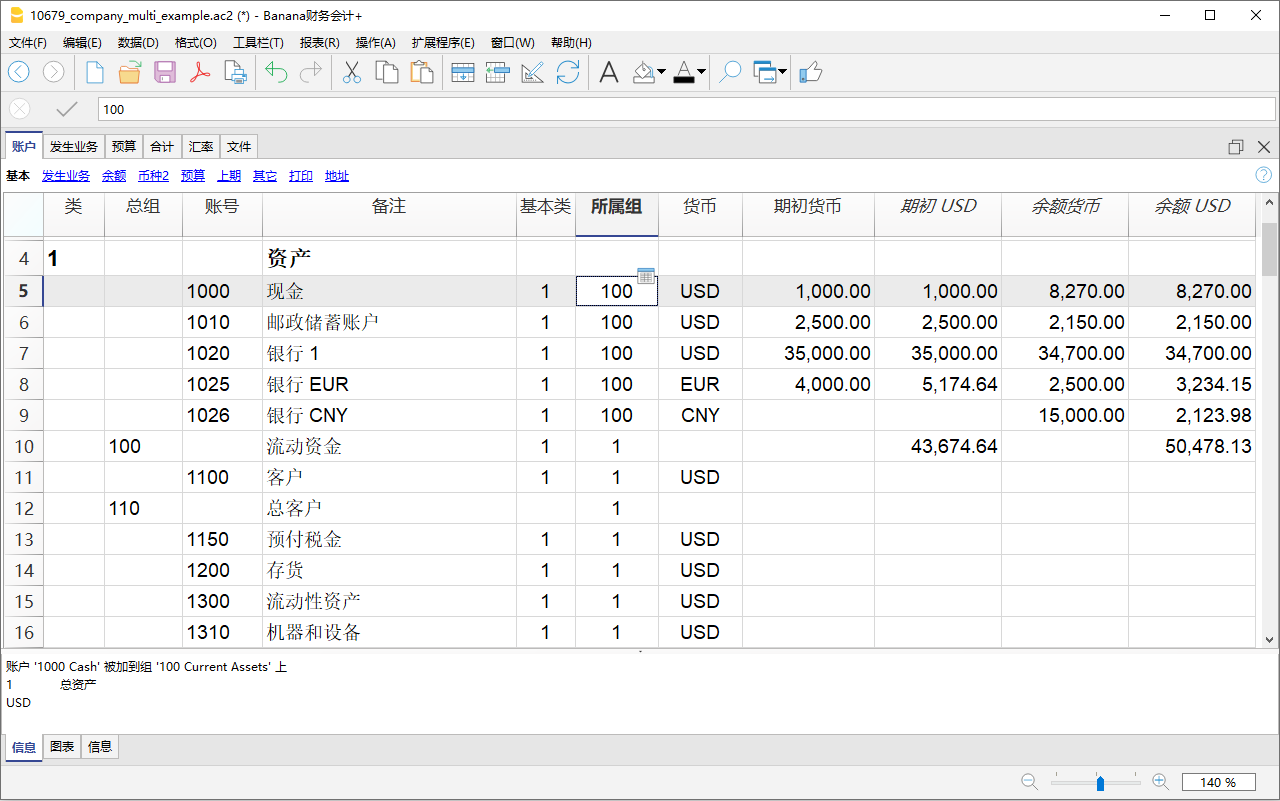 10679_company_multi_example.ac2 (*) - Banana财务会计+
文件(F) 编辑(E) 数据(D) 格式(O) 工具栏(T) 报表(R) 操作(A) 扩展程序(E) 窗口(W) 帮助(H)
100
账户 发生业务 预算 合计 汇率 文件
基本 发生业务 余额 币种2 预算 上期 其它 打印 地址
类 总组 账号 备注 基本类 所属组 货币 期初货币 期初 USD 余额货币 余额 USD
4 1 资产
5 1000 现金 1 100 USD 1,000.00 1,000.00 8,270.00 8,270.00
6 1010 邮政储蓄账户 1 100 USD 2,500.00 2,500.00 2,150.00 2,150.00
7 1020 银行 1 1 100 USD 35,000.00 35,000.00 34,700.00 34,700.00
8 1025 银行 EUR 1 100 EUR 4,000.00 5,174.64 2,500.00 3,234.15
9 1026 银行 CNY 1 100 CNY 15,000.00 2,123.98
10 100 流动资金 1 1 43,674.64 50,478.13
11 1100 客户 1 1 USD
12 110 总客户 1
13 1150 预付税金 1 1 USD
14 1200 存货 1 1 USD
15 1300 流动性资产 1 1 USD
16 1310 机器和设备 1 1 USD
账户 '1000 Cash' 被加到组 '100 Current Assets' 上
1 总资产
USD
信息 图表 信息
140 %